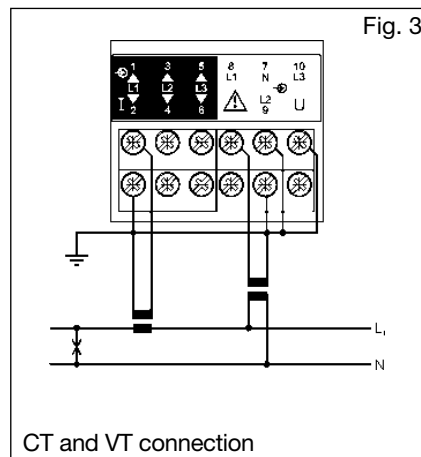 Fig. 3
1 3 5 8 7 10
L1 N L3
L1 L2 L3
I L2 U
2 4 6 9
L1
N
CT and VT connection